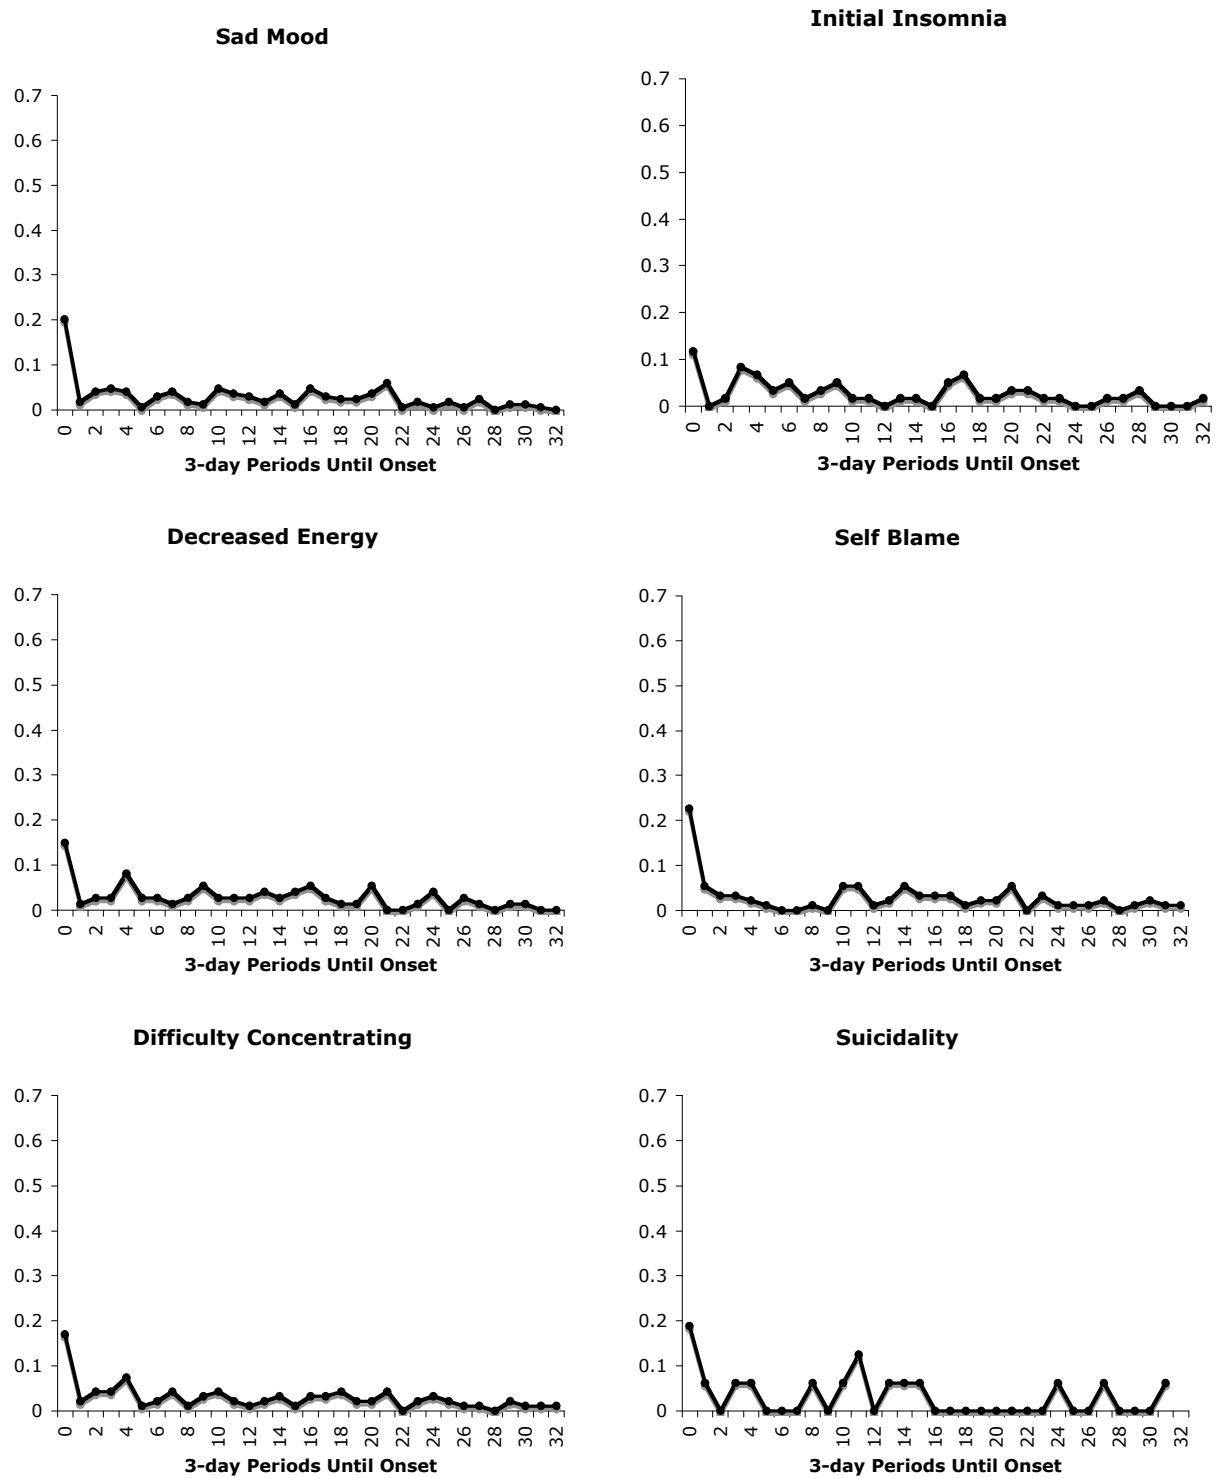 Sad Mood
0.7
0.6
0.5
0.4
0.3
0.2
0.1
0
0 2 4 6 8 10 12 14 16 18 20 22 24 26 28 30 32
3-day Periods Until Onset
Initial Insomnia
0.7
0.6
0.5
0.4
0.3
0.2
0.1
0
0 2 4 6 8 10 12 14 16 18 20 22 24 26 28 30 32
3-day Periods Until Onset
Decreased Energy
0.7
0.6
0.5
0.4
0.3
0.2
0.1
0
0 2 4 6 8 10 12 14 16 18 20 22 24 26 28 30 32
3-day Periods Until Onset
Self Blame
0.7
0.6
0.5
0.4
0.3
0.2
0.1
0
0 2 4 6 8 10 12 14 16 18 20 22 24 26 28 30 32
3-day Periods Until Onset
Difficulty Concentrating
0.7
0.6
0.5
0.4
0.3
0.2
0.1
0
0 2 4 6 8 10 12 14 16 18 20 22 24 26 28 30 32
3-day Periods Until Onset
Suicidality
0.7
0.6
0.5
0.4
0.3
0.2
0.1
0
0 2 4 6 8 10 12 14 16 18 20 22 24 26 28 30 32
3-day Periods Until Onset